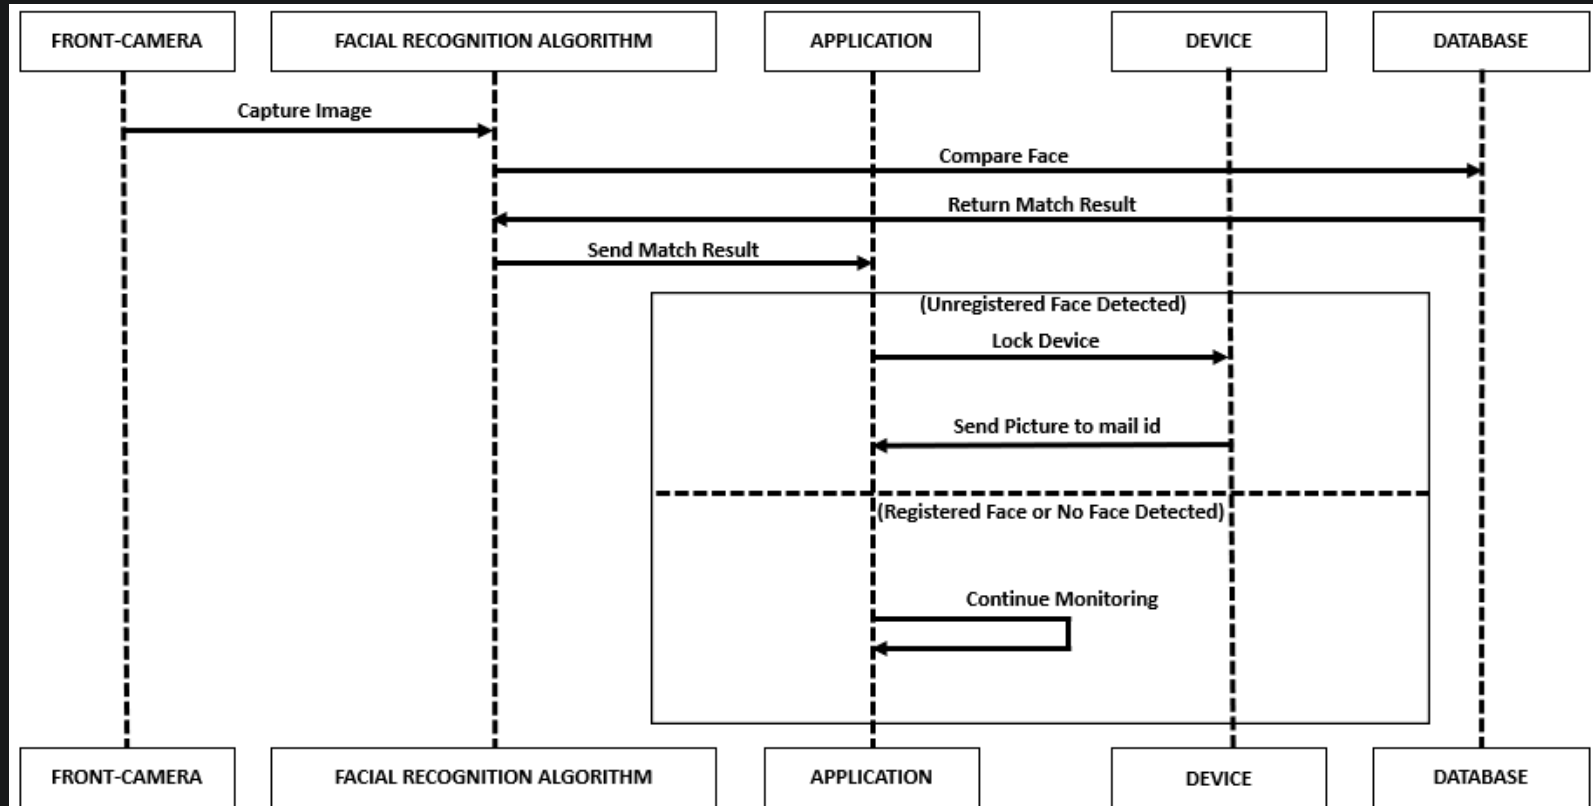 FRONT-CAMERA
FACIAL RECOGNITION ALGORITHM
APPLICATION
DEVICE
DATABASE
Capture Image
Compare Face
Return Match Result
Send Match Result
(Unregistered Face Detected)
Lock Device
Send Picture to mail id
(Registered Face or No Face Detected)
Continue Monitoring
FRONT-CAMERA
FACIAL RECOGNITION ALGORITHM
APPLICATION
DEVICE
DATABASE